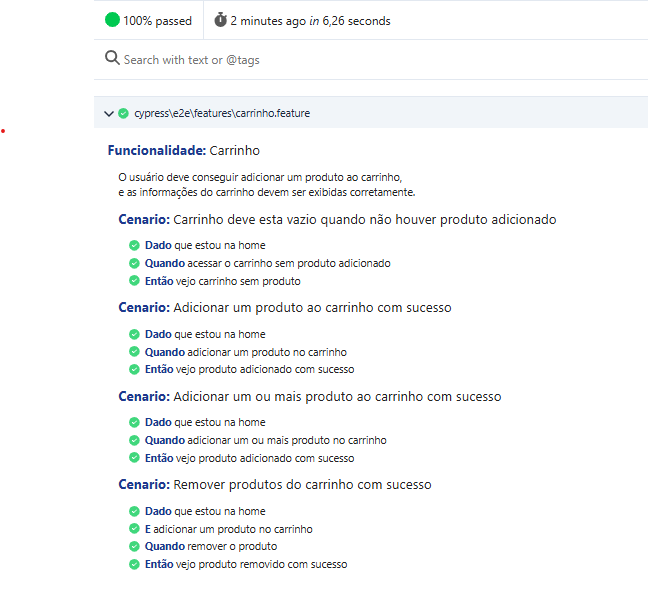 100% passed
2 minutes ago in 6,26 seconds
Search with text or @tags
cypress\e2e\features\carrinho.feature
Funcionalidade: Carrinho
O usuário deve conseguir adicionar um produto ao carrinho,
e as informações do carrinho devem ser exibidas corretamente.
Cenario: Carrinho deve esta vazio quando não houver produto adicionado
Dado que estou na home
Quando acessar o carrinho sem produto adicionado
Então vejo carrinho sem produto
Cenario: Adicionar um produto ao carrinho com sucesso
Dado que estou na home
Quando adicionar um produto no carrinho
Então vejo produto adicionado com sucesso
Cenario: Adicionar um ou mais produto ao carrinho com sucesso
Dado que estou na home
Quando adicionar um ou mais produto no carrinho
Então vejo produto adicionado com sucesso
Cenario: Remover produtos do carrinho com sucesso
Dado que estou na home
E adicionar um produto no carrinho
Quando remover o produto
Então vejo produto removido com sucesso